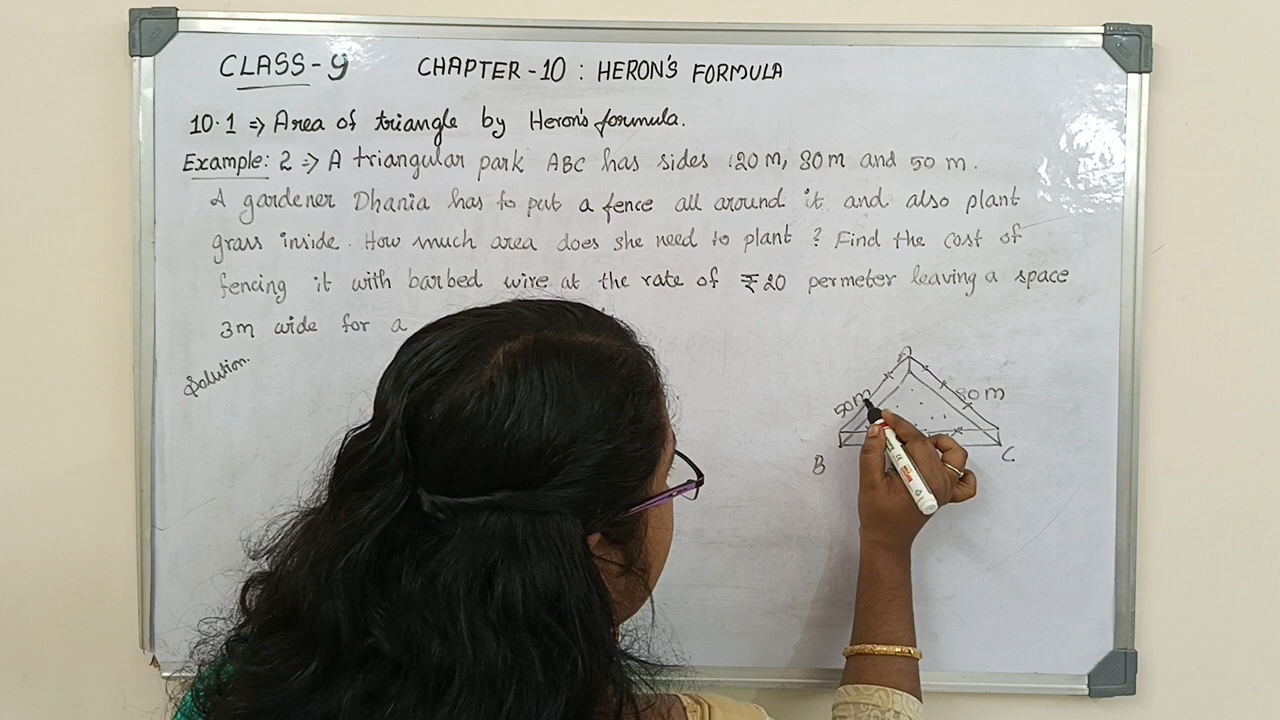 CLASS-9 CHAPTER-10 : HERON'S FORMULA
10.1 => Area of triangle by Heron's formula.
Example: 2 => A triangular park ABC has sides 120 m, 80 m and 50 m.
A gardener Dhania has to put a fence all around it and also plant
grass inside. How much area does she need to plant ? Find the cost of
fencing it with barbed wire at the rate of ₹20 permeter leaving a space
3m wide for a
Solution.
50m 80m
B C